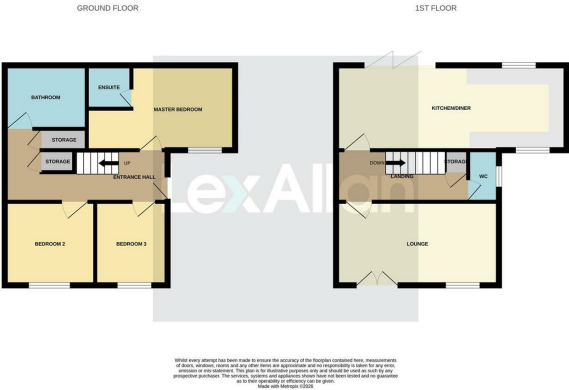 GROUND FLOOR
1ST FLOOR
BATHROOM
ENSUITE
MASTER BEDROOM
STORAGE
STORAGE
UP
ENTRANCE HALL
BEDROOM 2
BEDROOM 3
KITCHEN/DINER
DOWN
STORAGE
LANDING
WC
LOUNGE
LexAllan
Whilst every attempt has been made to ensure the accuracy of the floorplan contained here, measurements
of doors, windows, rooms and any other items are approximate and no responsibility is taken for any error,
omission or mis-statement. This plan is for illustrative purposes only and should be used as such by any
prospective purchaser. The services, systems and appliances shown have not been tested and no guarantee
as to their operability or efficiency can be given.
Made with Metropix ©2026